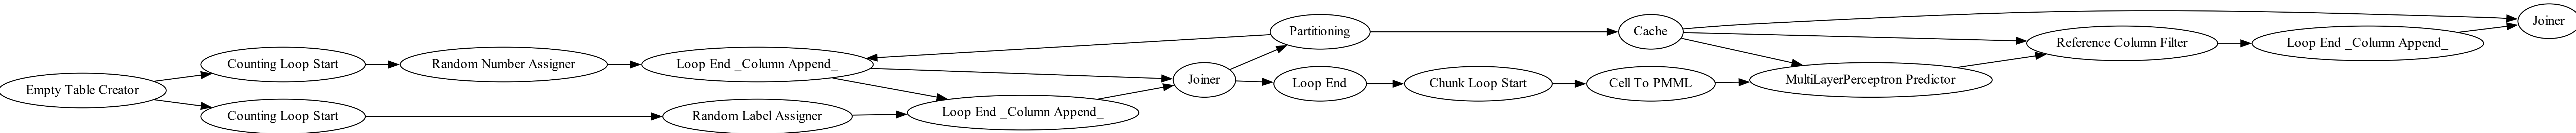 Empty Table Creator
Counting Loop Start
Counting Loop Start
Random Number Assigner
Random Label Assigner
Loop End _Column Append_
Loop End _Column Append_
Joiner
Partitioning
Loop End
Chunk Loop Start
Cache
Cell To PMML
MultiLayerPerceptron Predictor
Reference Column Filter
Loop End _Column Append_
Joiner